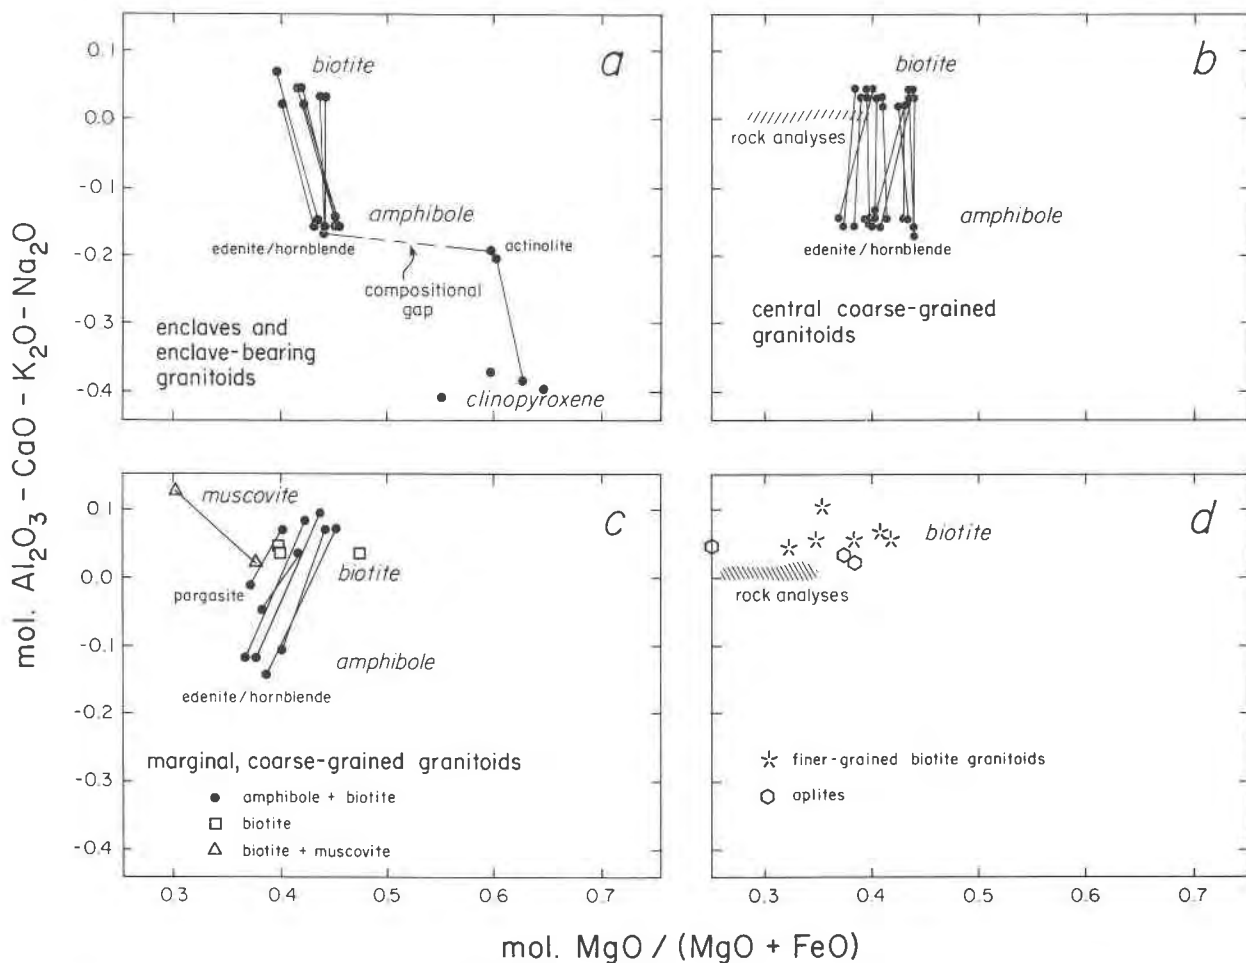 mol. Al₂O₃ – CaO – K₂O – Na₂O
a
0.1
0.0
-0.1
-0.2
-0.3
-0.4
biotite
amphibole
edenite/hornblende
actinolite
compositional
gap
enclaves and
enclave-bearing
granitoids
clinopyroxene
b
biotite
rock analyses
amphibole
edenite/hornblende
central coarse-grained
granitoids
c
0.1
0.0
-0.1
-0.2
-0.3
-0.4
muscovite
pargasite
biotite
amphibole
edenite/hornblende
marginal, coarse-grained granitoids
amphibole + biotite
biotite
biotite + muscovite
0.3 0.4 0.5 0.6 0.7
d
biotite
rock analyses
finer-grained biotite granitoids
aplites
0.3 0.4 0.5 0.6 0.7
mol. MgO / (MgO + FeO)